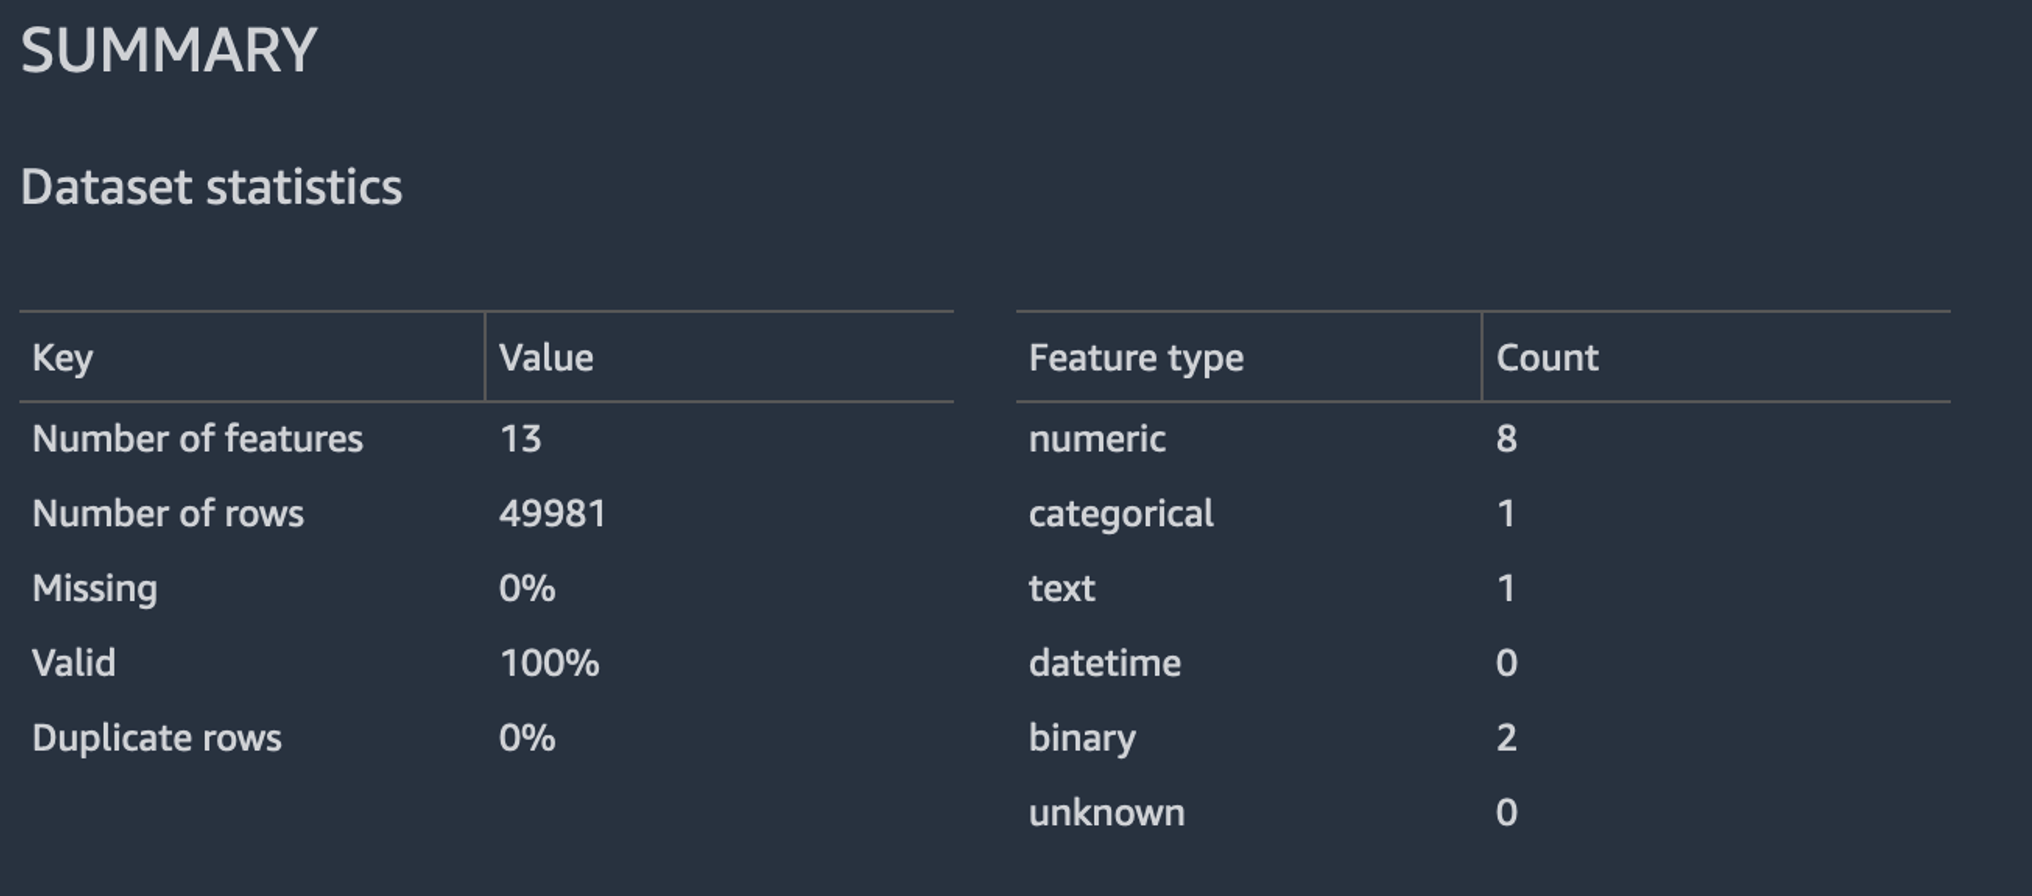 SUMMARY
Dataset statistics
Key Value
Number of features 13
Number of rows 49981
Missing 0%
Valid 100%
Duplicate rows 0%
Feature type Count
numeric 8
categorical 1
text 1
datetime 0
binary 2
unknown 0